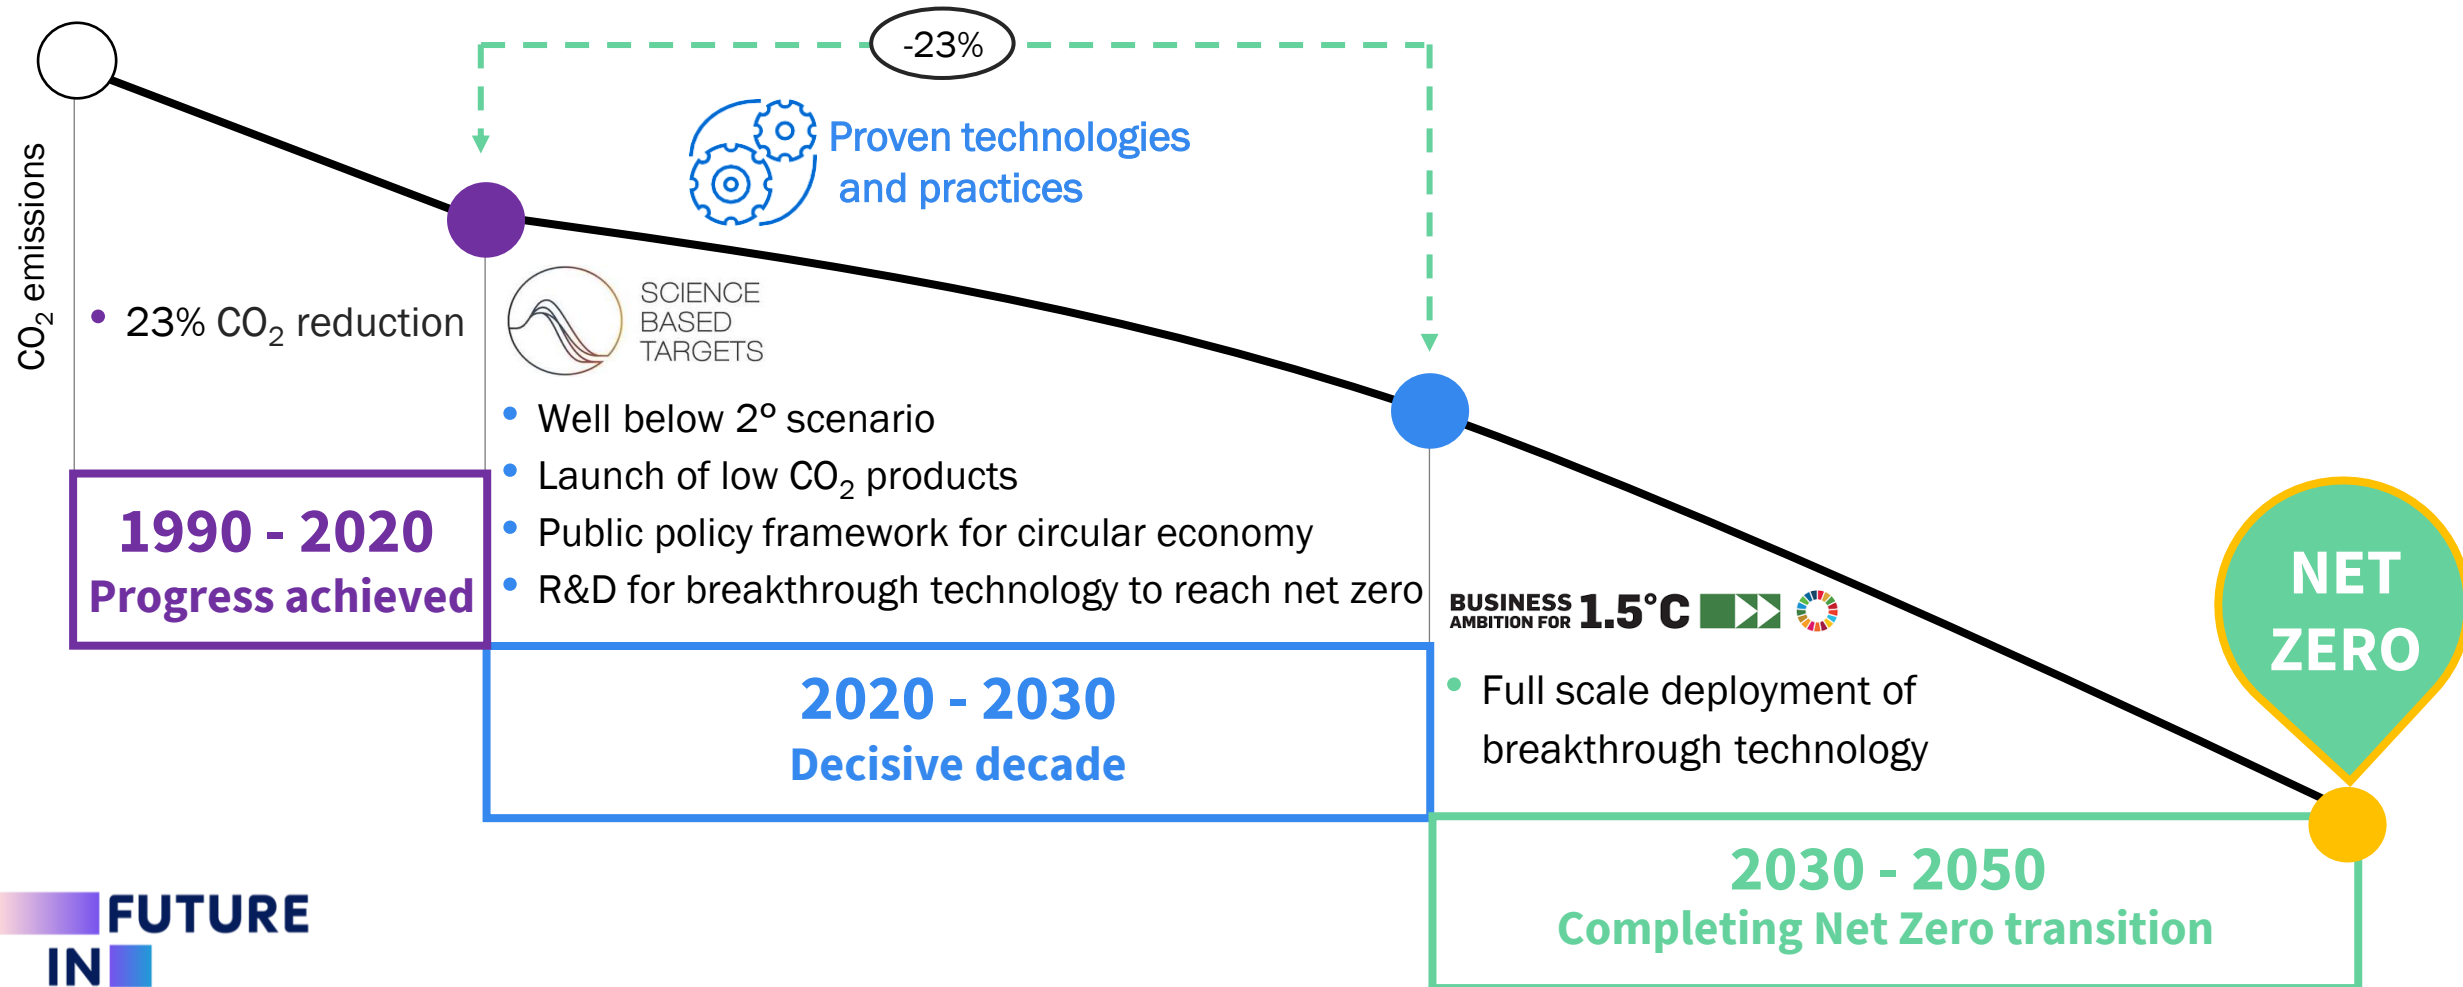 -23%
Proven technologies
and practices
CO₂ emissions
• 23% CO₂ reduction
SCIENCE
BASED
TARGETS
• Well below 2º scenario
• Launch of low CO₂ products
• Public policy framework for circular economy
• R&D for breakthrough technology to reach net zero
1990 - 2020
Progress achieved
2020 - 2030
Decisive decade
BUSINESS
AMBITION FOR
1.5°C
• Full scale deployment of
breakthrough technology
NET
ZERO
2030 - 2050
Completing Net Zero transition
FUTURE
IN